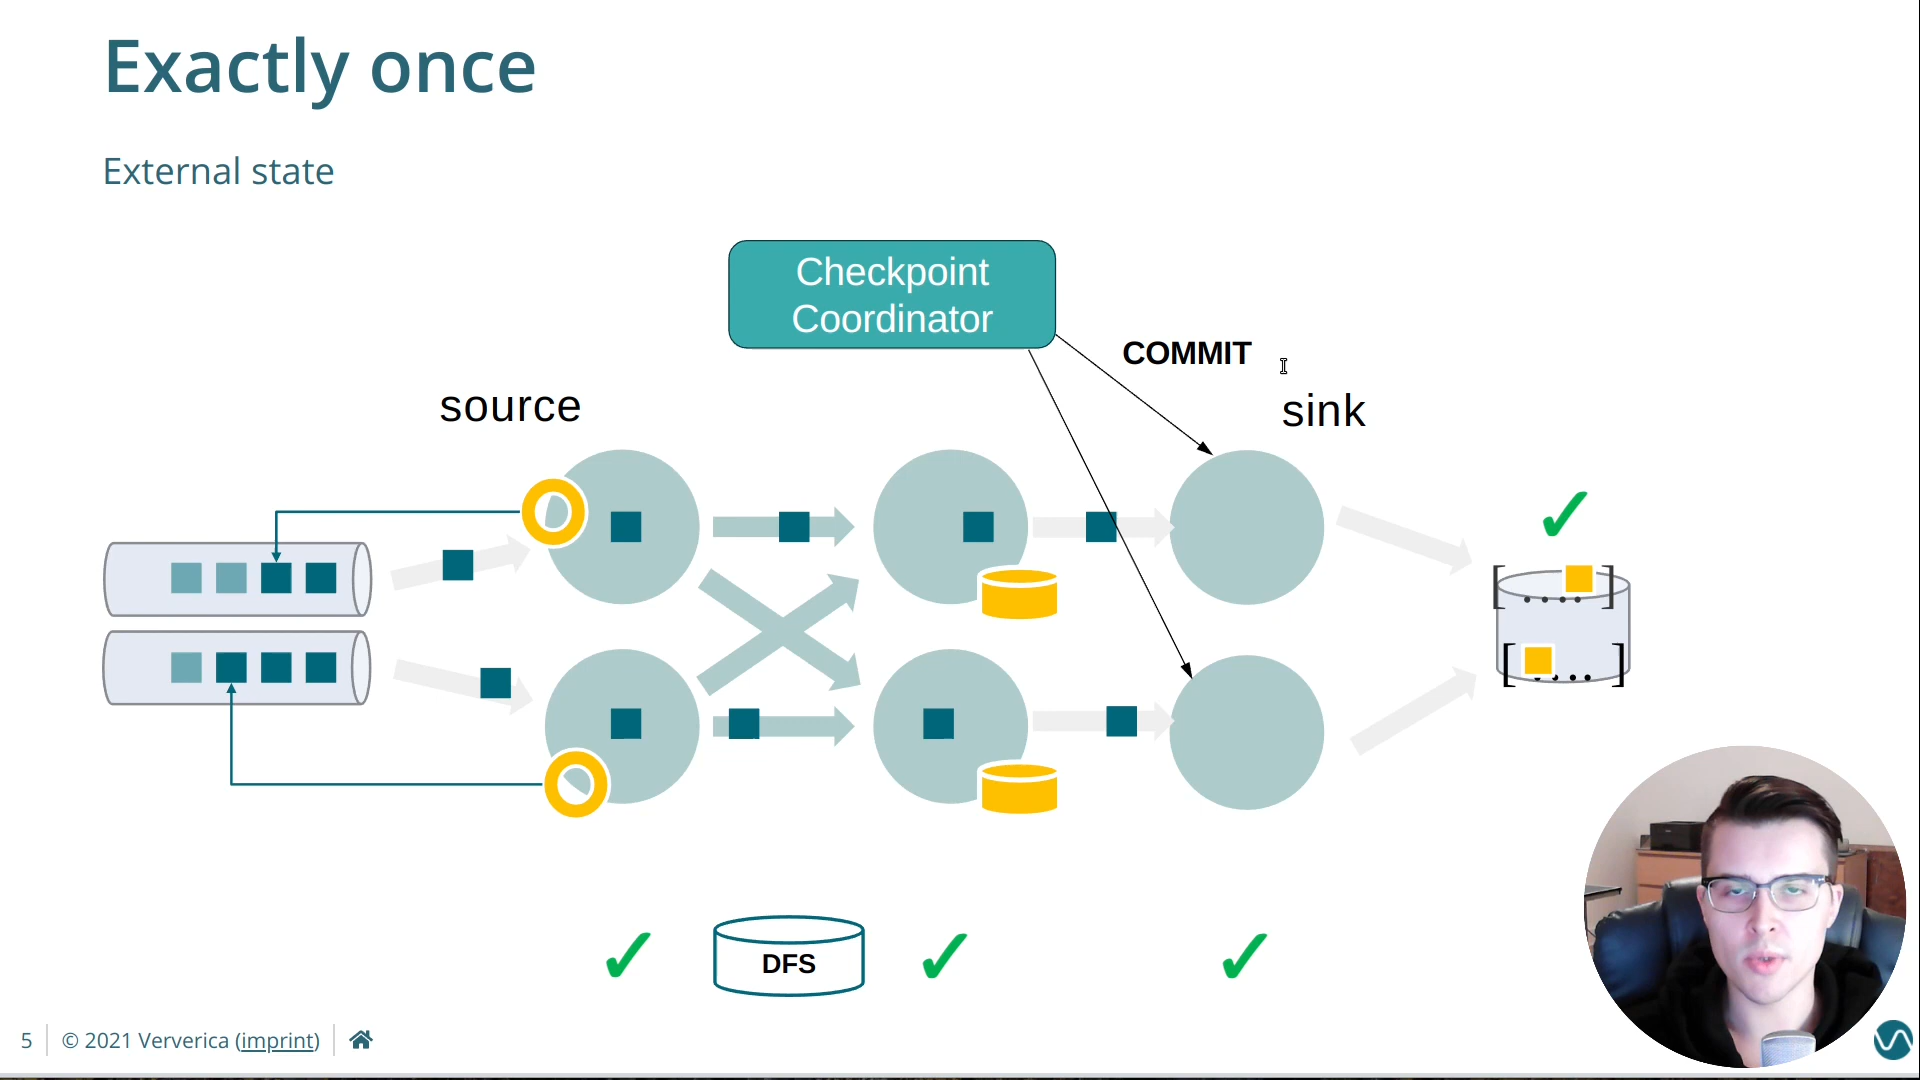 Exactly once
External state
Checkpoint
Coordinator
COMMIT
source
sink
[ ]
[ ]
DFS
5 © 2021 Ververica (imprint)